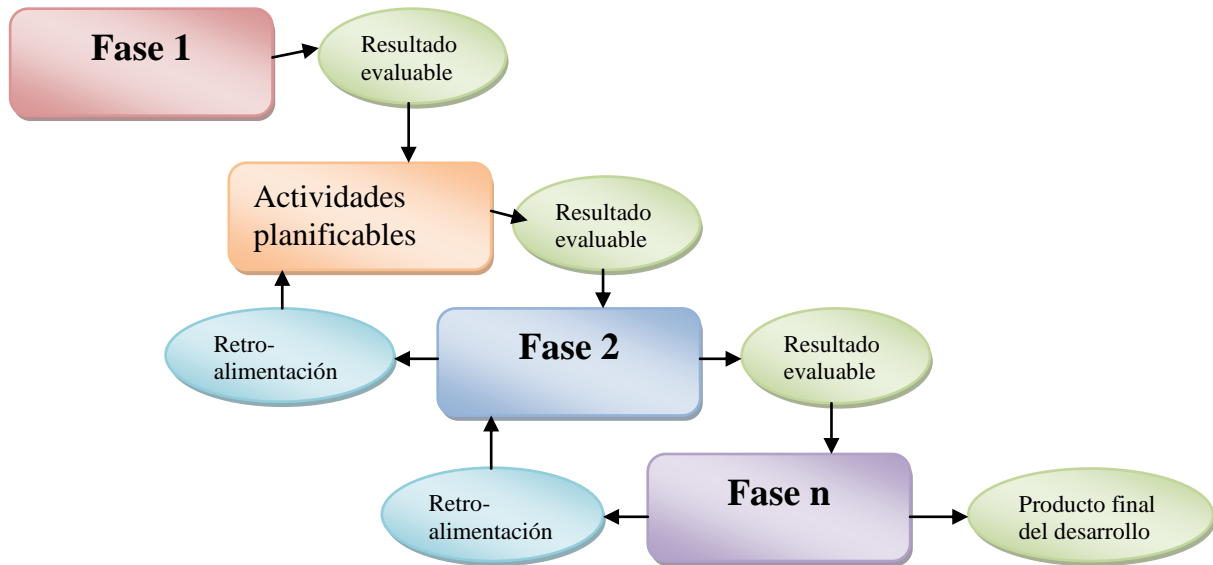 Fase 1
Resultado
evaluable
Actividades
planificables
Resultado
evaluable
Retro-
alimentación
Fase 2
Resultado
evaluable
Retro-
alimentación
Fase n
Producto final
del desarrollo